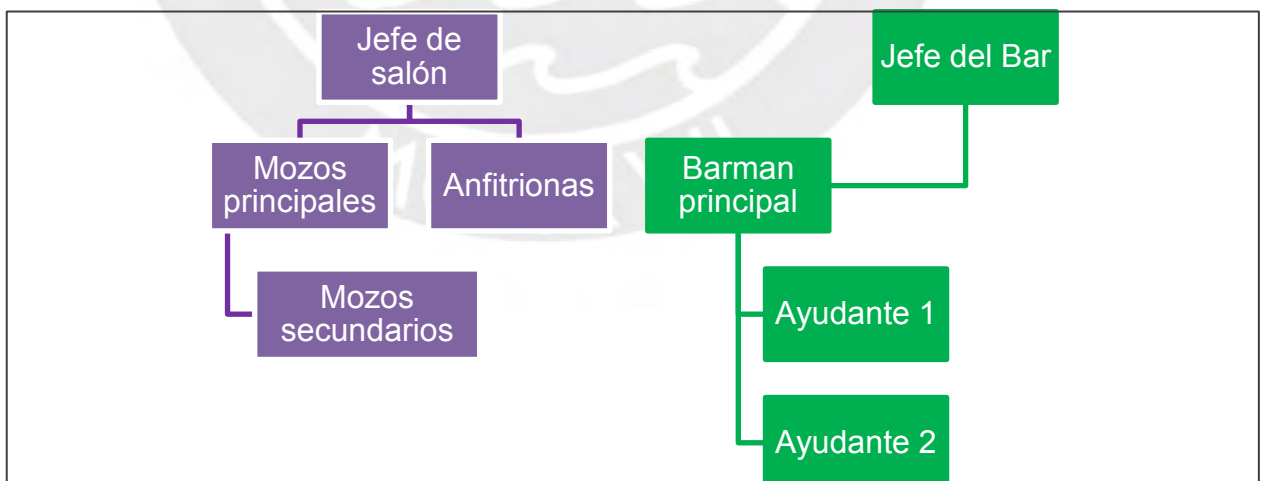 Jefe de
salón
Jefe del Bar
Mozos
principales
Anfitrionas
Barman
principal
Mozos
secundarios
Ayudante 1
Ayudante 2